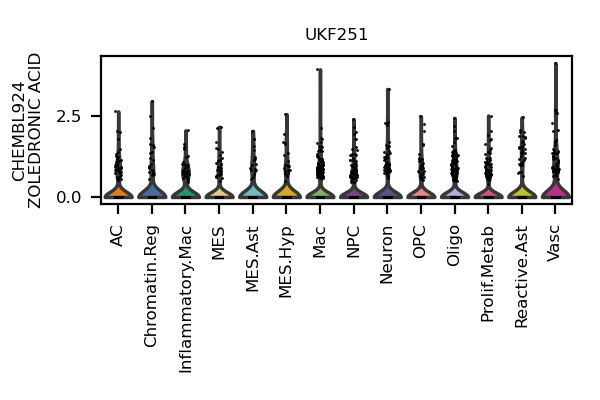 UKF251
CHEMBL924
ZOLEDRONIC ACID
2.5
0.0
AC
Chromatin.Reg
Inflammatory.Mac
MES
MES.Ast
MES.Hyp
Mac
NPC
Neuron
OPC
Oligo
Prolif.Metab
Reactive.Ast
Vasc